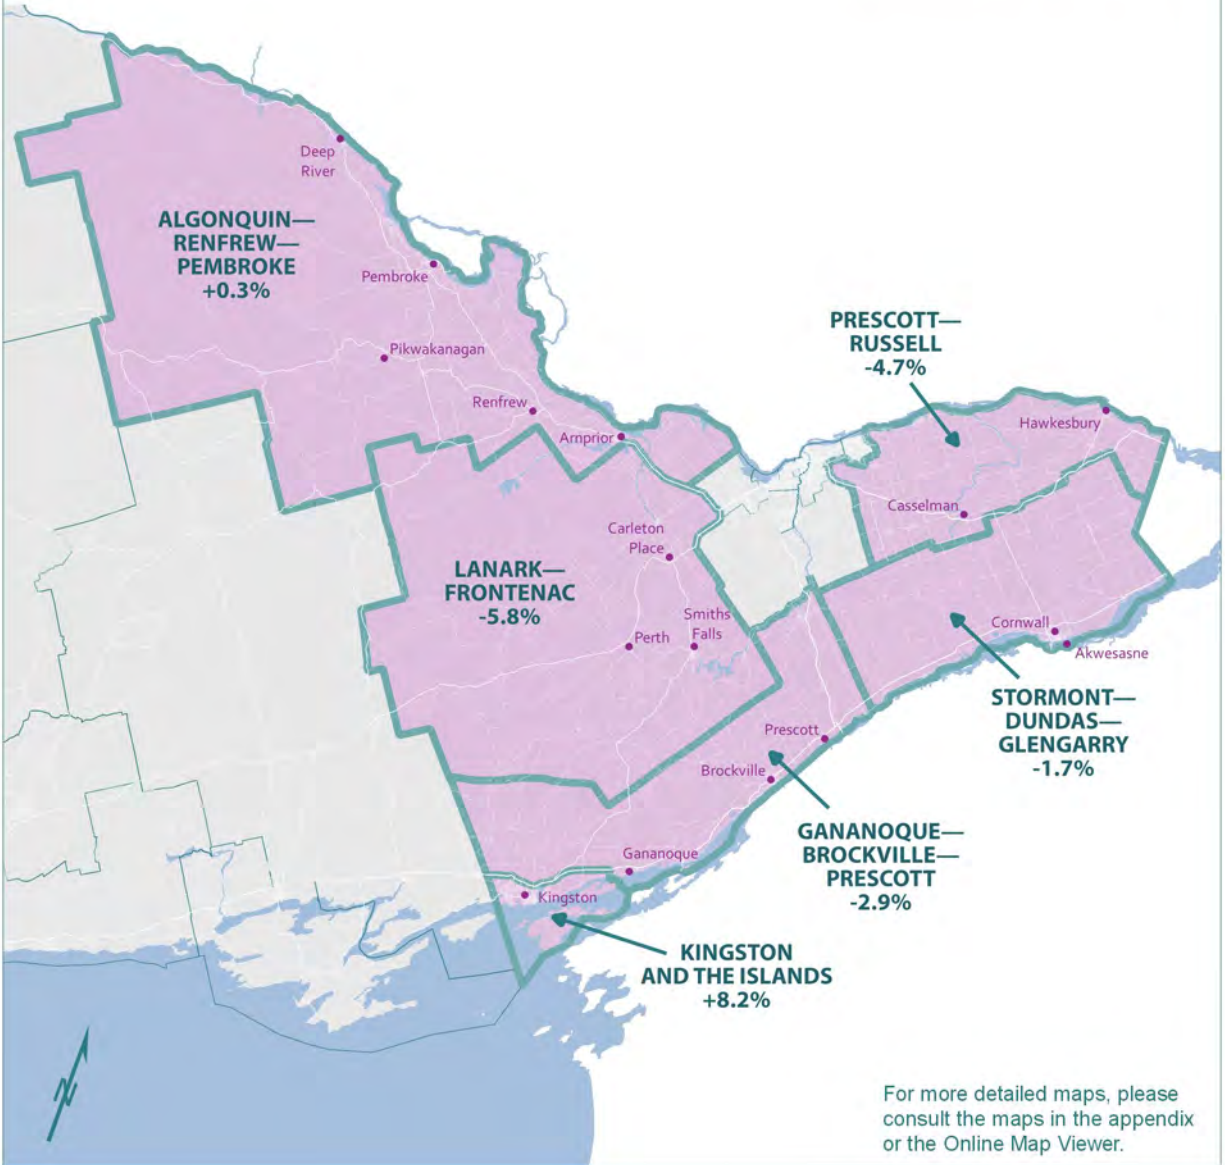 Deep
River
ALGONQUIN—
RENFREW—
PEMBROKE
+0.3%
Pembroke
Pikwakanagan
Renfrew
Arnprior
PRESCOTT—
RUSSELL
-4.7%
Hawkesbury
Casselman
Carleton
Place
LANARK—
FRONTENAC
-5.8%
Smiths
Falls
Perth
Cornwall
Akwesasne
STORMONT—
DUNDAS—
GLENGARRY
-1.7%
Prescott
Brockville
GANANOQUE—
BROCKVILLE—
PRESCOTT
-2.9%
Gananoque
Kingston
KINGSTON
AND THE ISLANDS
+8.2%
N
For more detailed maps, please
consult the maps in the appendix
or the Online Map Viewer.